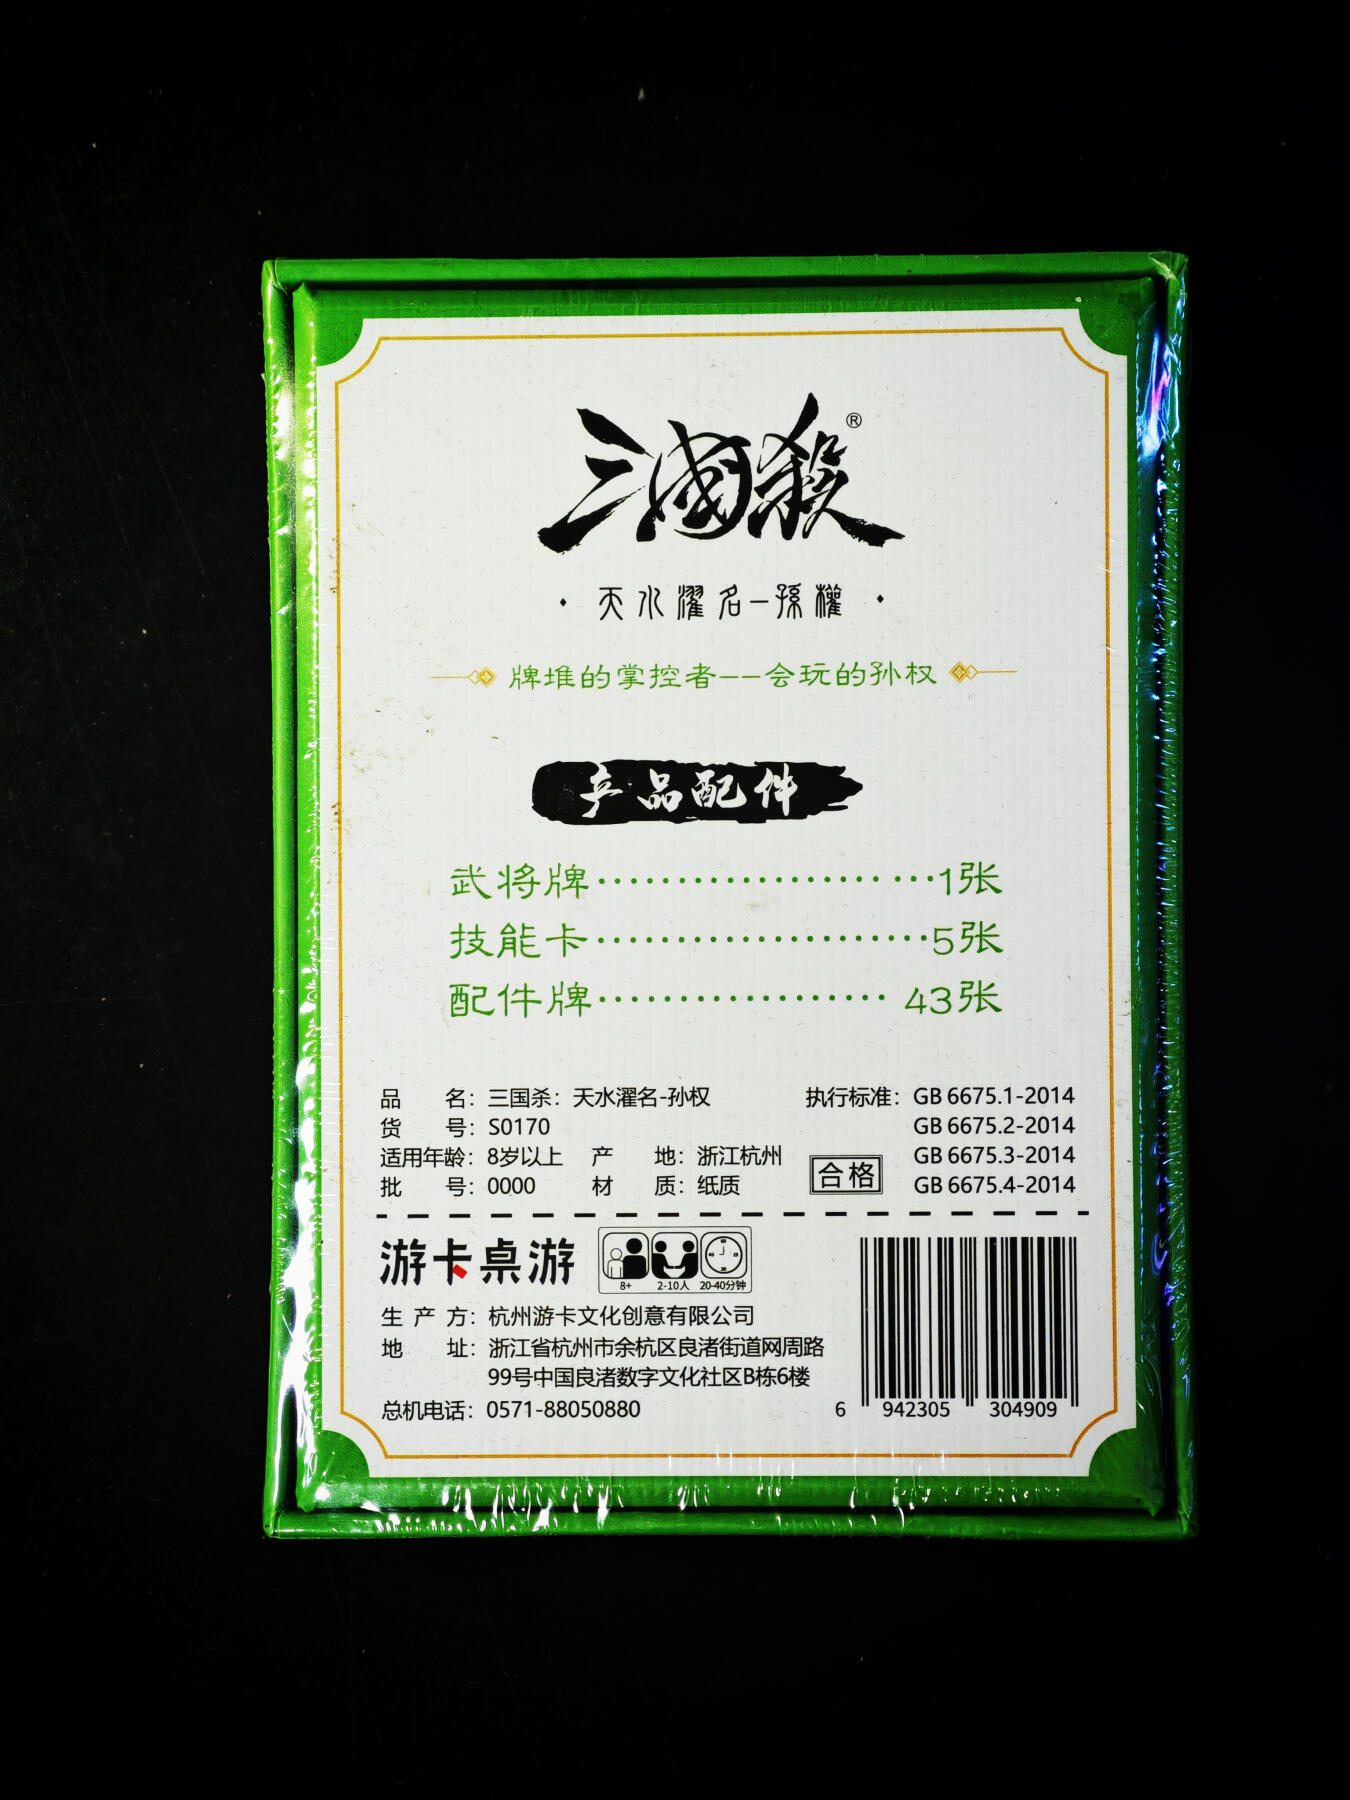 三國殺®
·天水濯名—孫權·
牌堆的掌控者——会玩的孙权
产品配件
武将牌·····················1张
技能卡·····················5张
配件牌··················· 43张
品 名：三国杀：天水濯名-孙权 执行标准：GB 6675.1-2014
货 号：S0170 GB 6675.2-2014
适用年龄：8岁以上 产 地：浙江杭州 GB 6675.3-2014
合格
批 号：0000 材 质：纸质 GB 6675.4-2014
游卡桌游
8+ 2-10人 20-40分钟
生 产 方：杭州游卡文化创意有限公司
地 址：浙江省杭州市余杭区良渚街道网周路
99号中国良渚数字文化社区B栋6楼
总机电话：0571-88050880
6 942305 304909